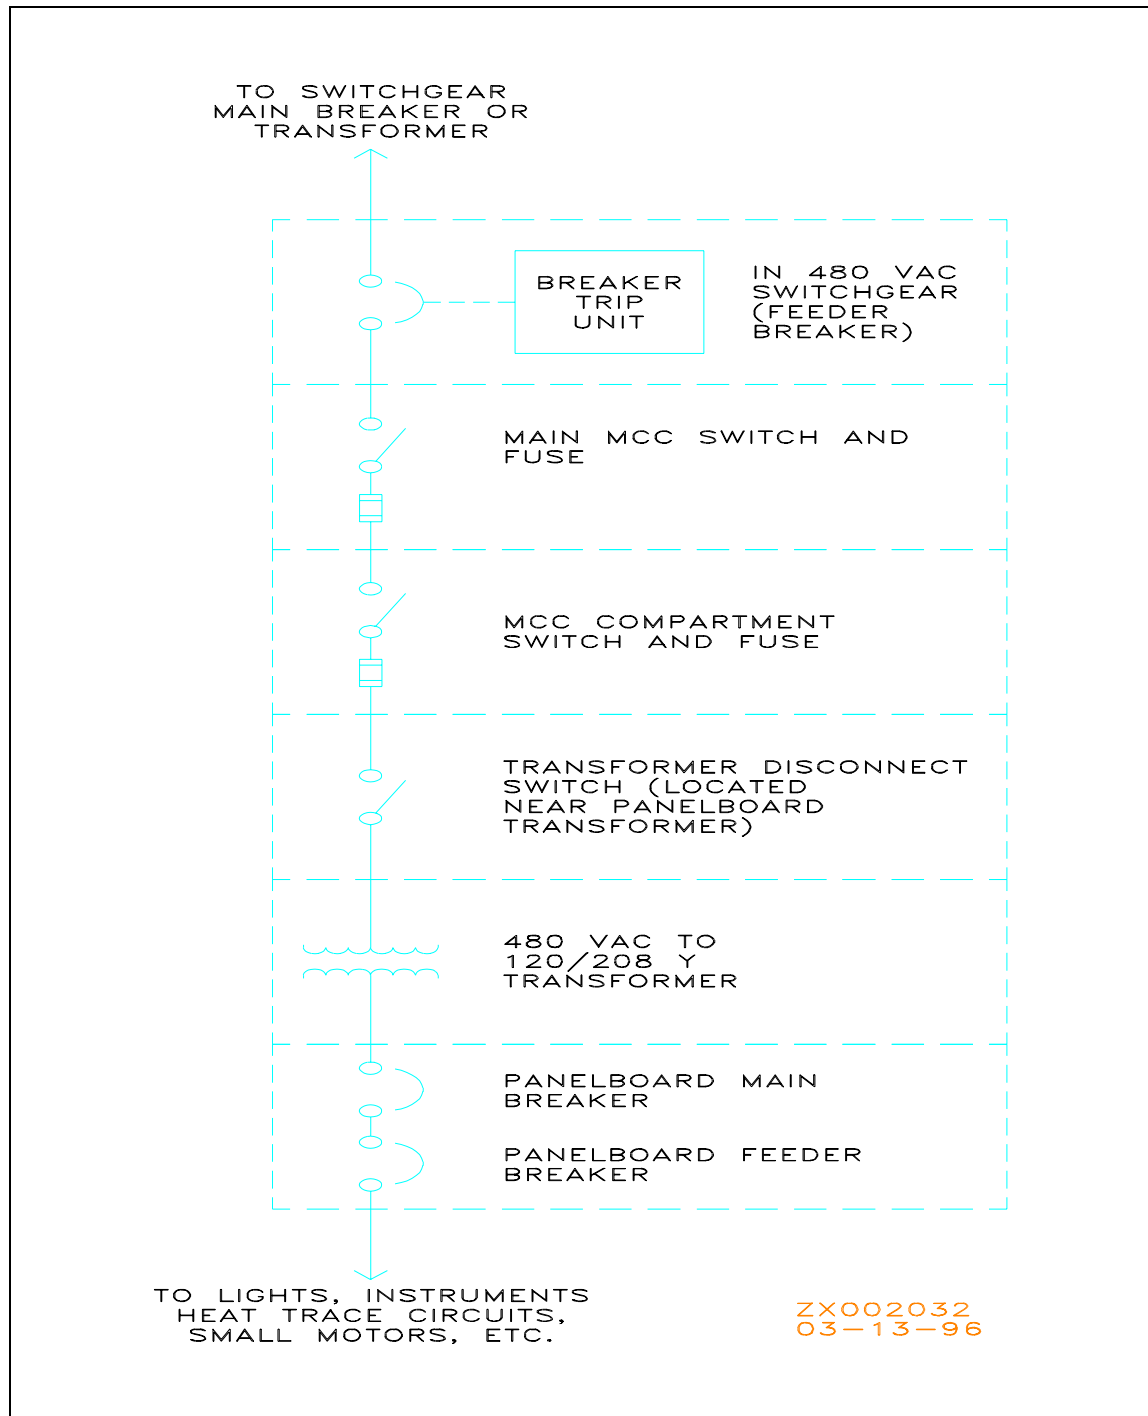 TO SWITCHGEAR
MAIN BREAKER OR
TRANSFORMER
BREAKER
TRIP
UNIT
IN 480 VAC
SWITCHGEAR
(FEEDER
BREAKER)
MAIN MCC SWITCH AND
FUSE
MCC COMPARTMENT
SWITCH AND FUSE
TRANSFORMER DISCONNECT
SWITCH (LOCATED
NEAR PANELBOARD
TRANSFORMER)
480 VAC TO
120/208 Y
TRANSFORMER
PANELBOARD MAIN
BREAKER
PANELBOARD FEEDER
BREAKER
TO LIGHTS, INSTRUMENTS
HEAT TRACE CIRCUITS,
SMALL MOTORS, ETC.
ZX002032
03-13-96